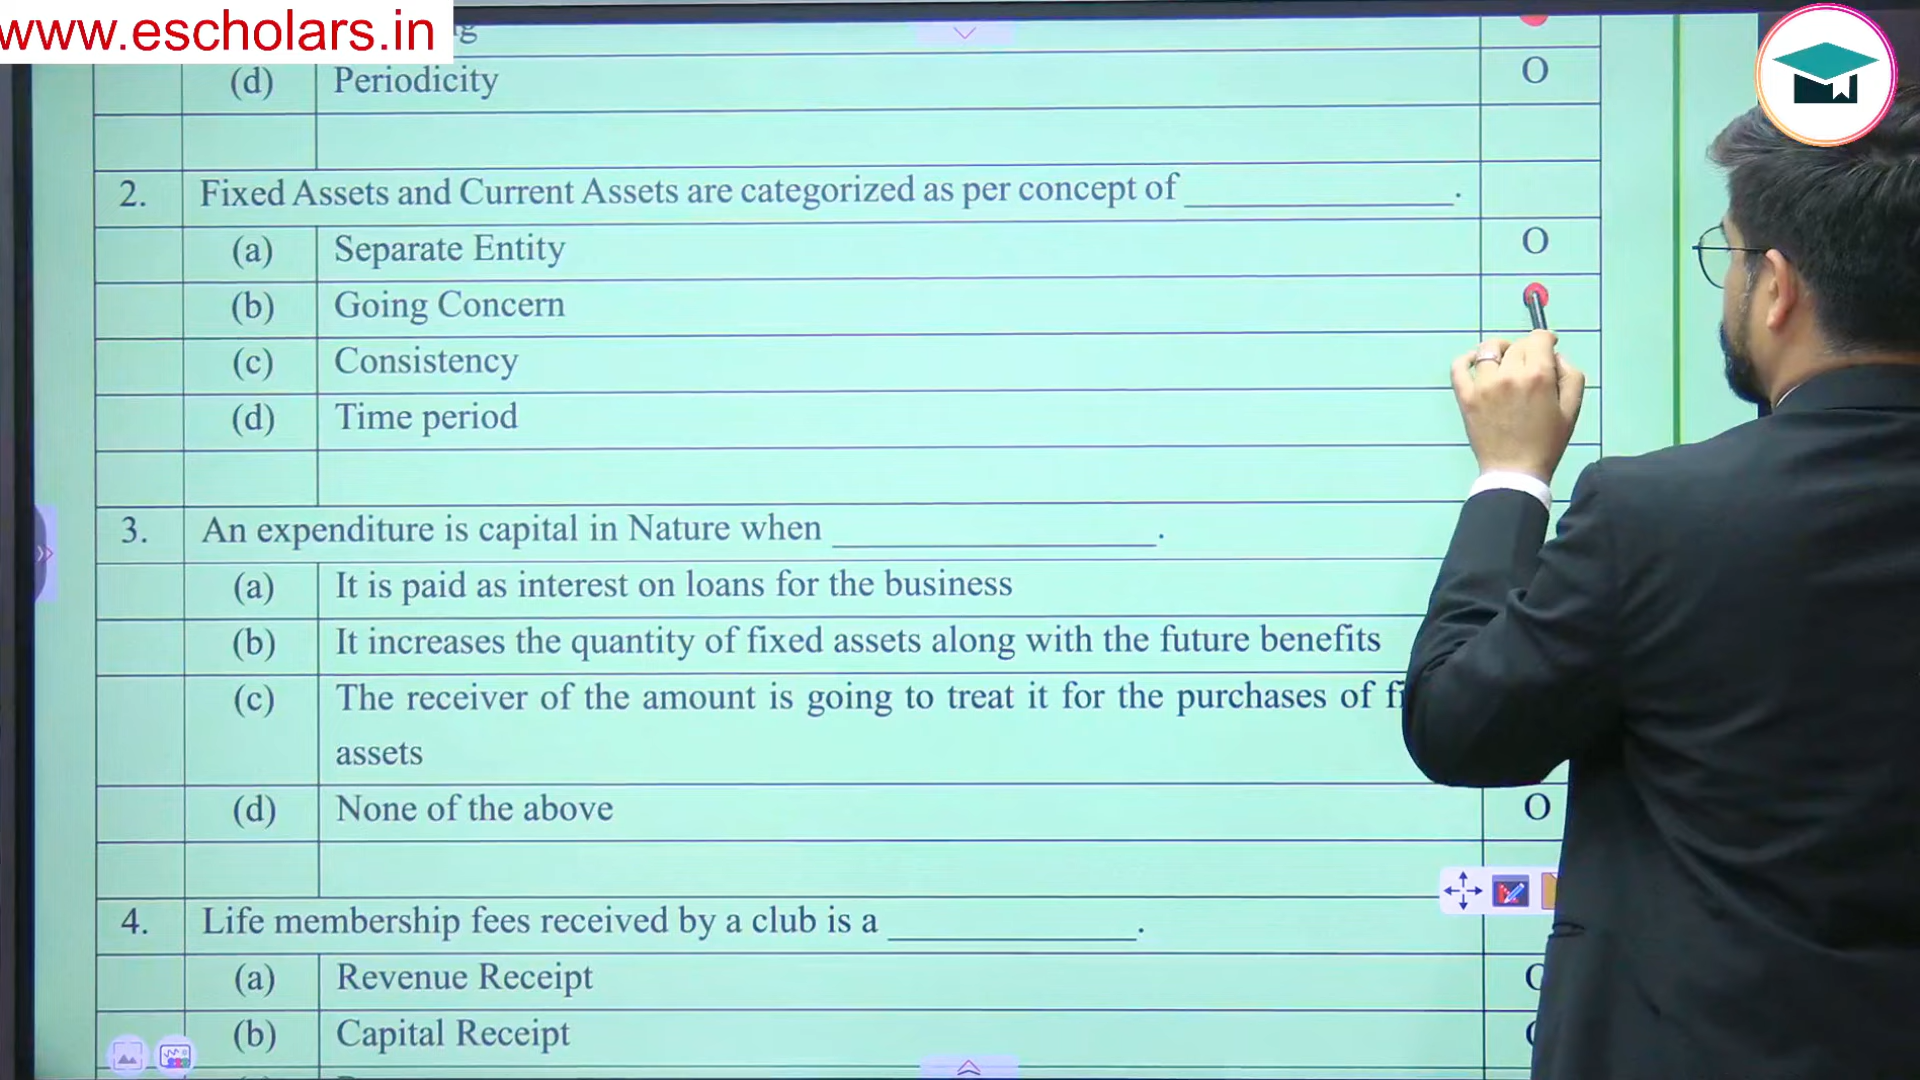 www.escholars.in
(d) Periodicity O
2. Fixed Assets and Current Assets are categorized as per concept of ______________.
(a) Separate Entity O
(b) Going Concern
(c) Consistency
(d) Time period
3. An expenditure is capital in Nature when _________________.
(a) It is paid as interest on loans for the business
(b) It increases the quantity of fixed assets along with the future benefits
(c) The receiver of the amount is going to treat it for the purchases of
assets
(d) None of the above O
4. Life membership fees received by a club is a _____________.
(a) Revenue Receipt
(b) Capital Receipt